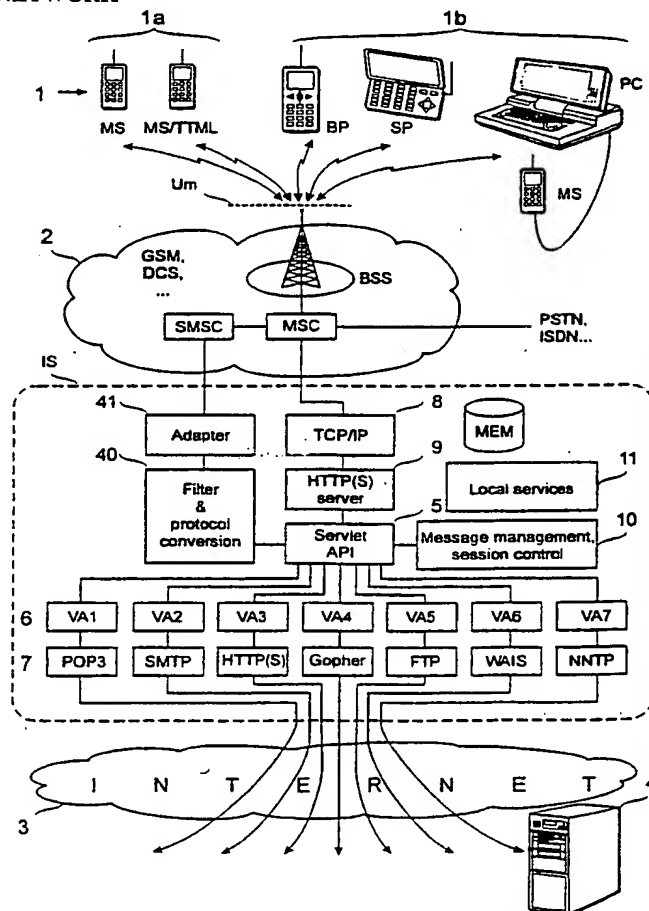 1a
1b
1
MS
MS/TTML
BP
SP
PC
MS
Um
2
GSM,
DCS,
...
BSS
SMSC
MSC
PSTN,
ISDN...
IS
41
8
Adapter
TCP/IP
MEM
40
9
Filter
&
protocol
conversion
HTTP(S)
server
Local services
11
5
Servlet
API
Message management,
session control
10
6
VA1
VA2
VA3
VA4
VA5
VA6
VA7
7
POP3
SMTP
HTTP(S)
Gopher
FTP
WAIS
NNTP
I N T E R N E T
3
4